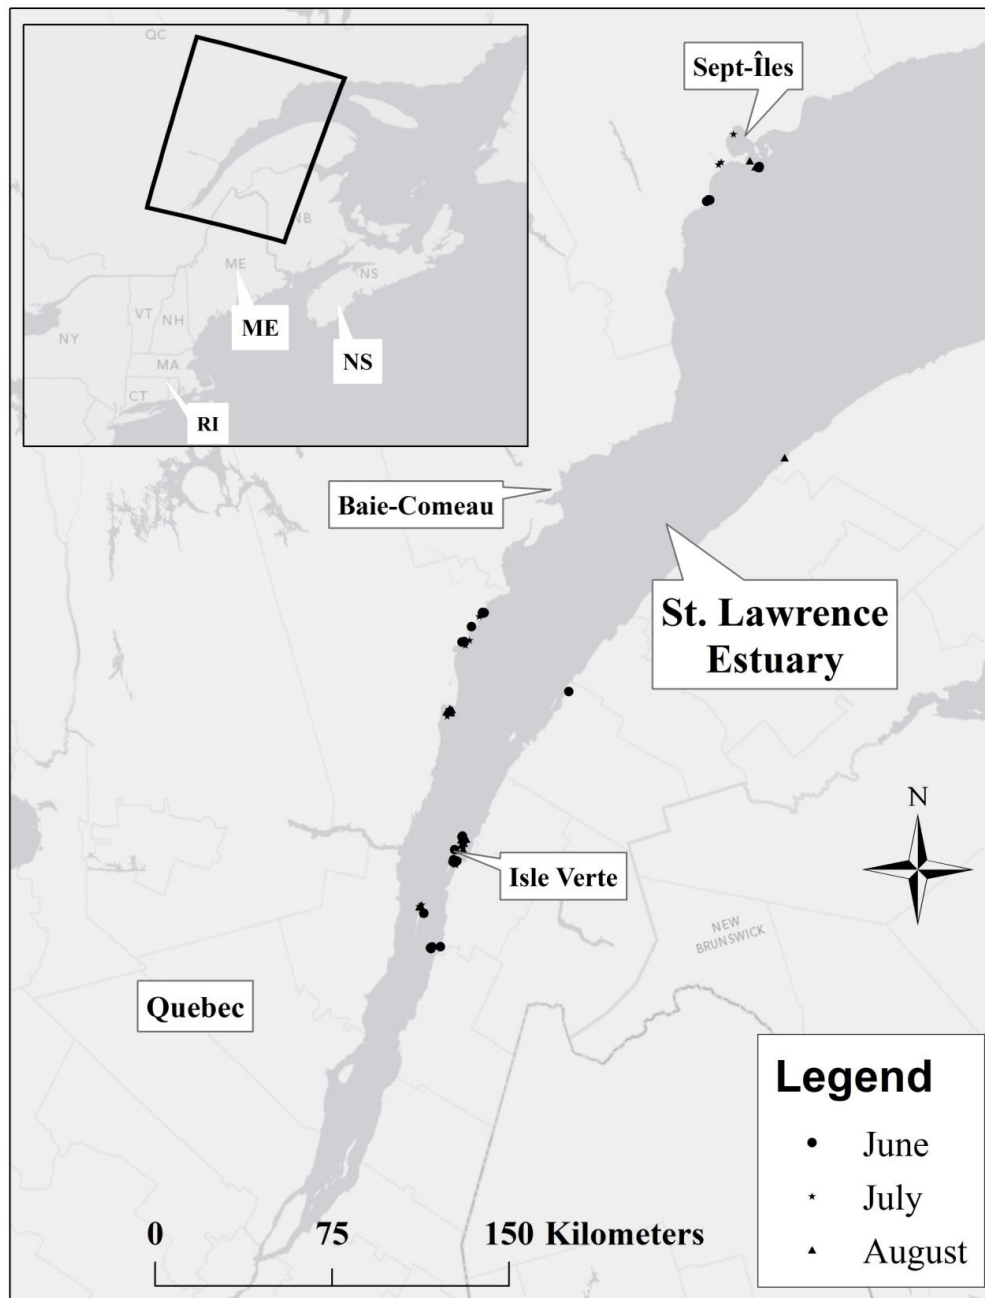 QC
Sept-Îles
NB
ME
NS
VT
NH
NY
ME
NS
MA
CT
RI
Baie-Comeau
St. Lawrence
Estuary
N
Isle Verte
NEW
BRUNSWICK
Quebec
Legend
June
July
August
0 75 150 Kilometers